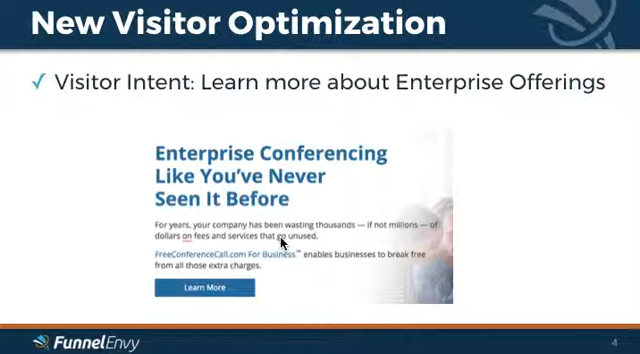 New Visitor Optimization
✓ Visitor Intent: Learn more about Enterprise Offerings
Enterprise Conferencing
Like You've Never
Seen It Before
For years, your company has been wasting thousands — if not millions — of
dollars on fees and services that go unused.
FreeConferenceCall.com For Business™ enables businesses to break free
from all those extra charges.
Learn More
FunnelEnvy
4